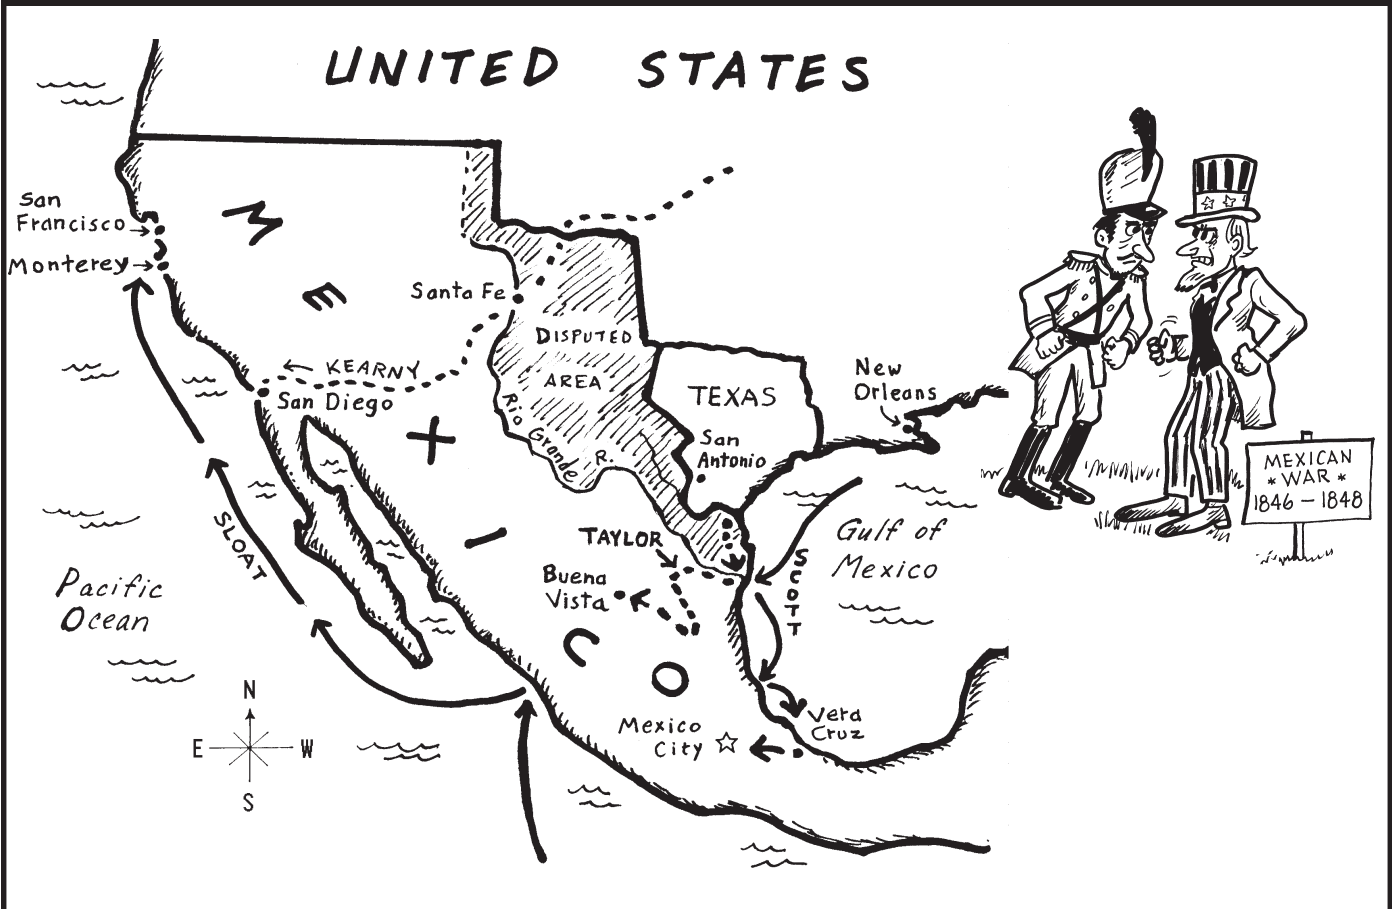 UNITED STATES
San
Francisco
Monterey
MEXICO
Santa Fe
DISPUTED
AREA
KEARNY
San Diego
Rio Grande R.
TEXAS
San
Antonio
New
Orleans
SLOAT
TAYLOR
Buena
Vista
SCOTT
Gulf of
Mexico
Pacific
Ocean
Mexico
City
Vera
Cruz
N
E W
S
MEXICAN
* WAR *
1846 – 1848